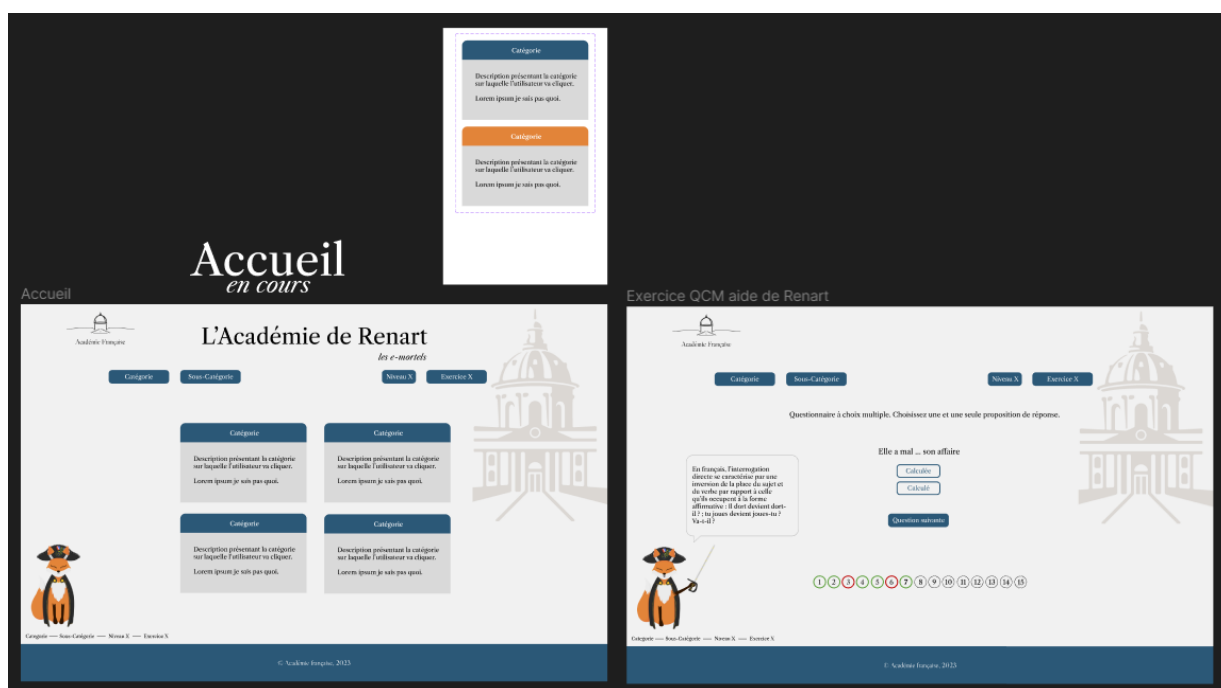 Catégorie
Description présentant la catégorie
sur laquelle l'utilisateur va cliquer.
Lorem ipsum je sais pas quoi.
Catégorie
Description présentant la catégorie
sur laquelle l'utilisateur va cliquer.
Lorem ipsum je sais pas quoi.
Accueil
en cours
Accueil
Académie Française
L'Académie de Renart
les e-mortels
Catégorie Sous-Catégorie Niveau X Exercice X
Catégorie
Description présentant la catégorie
sur laquelle l'utilisateur va cliquer.
Lorem ipsum je sais pas quoi.
Catégorie
Description présentant la catégorie
sur laquelle l'utilisateur va cliquer.
Lorem ipsum je sais pas quoi.
Catégorie
Description présentant la catégorie
sur laquelle l'utilisateur va cliquer.
Lorem ipsum je sais pas quoi.
Catégorie
Description présentant la catégorie
sur laquelle l'utilisateur va cliquer.
Lorem ipsum je sais pas quoi.
Catégorie — Sous-Catégorie — Niveau X — Exercice X
© Académie française, 2023
Exercice QCM aide de Renart
Académie Française
Catégorie Sous-Catégorie Niveau X Exercice X
Questionnaire à choix multiple. Choisissez une et une seule proposition de réponse.
Elle a mal ... son affaire
Calculée
Calculé
Question suivante
En français, l'interrogation
directe se caractérise par une
inversion de la place du sujet et
du verbe par rapport à celle
qu'ils occupent à la forme
affirmative : Il dort devient dort-
il ? ; tu joues devient joues-tu ?
Va-t-il ?
1 2 3 4 5 6 7 8 9 10 11 12 13 14 15
Catégorie — Sous-Catégorie — Niveau X — Exercice X
© Académie française, 2023